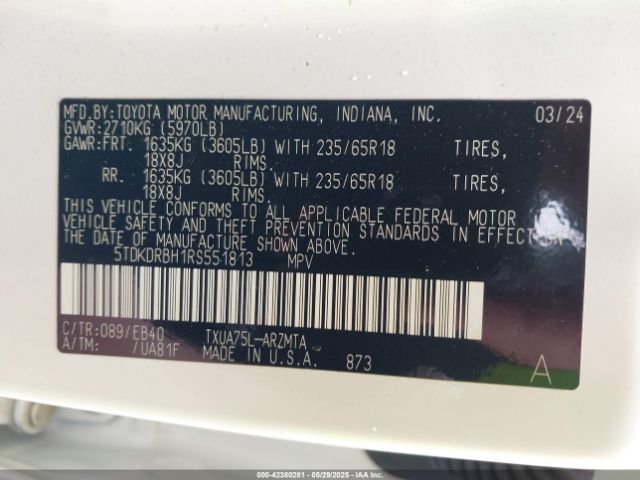 MFD.BY:TOYOTA MOTOR MANUFACTURING, INDIANA, INC. 03/24
GVWR:2710KG (5970LB)
GAWR:FRT. 1635KG (3605LB) WITH 235/65R18 TIRES,
18X8J RIMS.
RR. 1635KG (3605LB) WITH 235/65R18 TIRES,
18X8J RIMS.
THIS VEHICLE CONFORMS TO ALL APPLICABLE FEDERAL MOTOR
VEHICLE SAFETY AND THEFT PREVENTION STANDARDS IN EFFECT ON
THE DATE OF MANUFACTURE SHOWN ABOVE.
5TDKDRBH1RS551813 MPV
C/TR:089/EB40 TXUA75L-ARZMTA
A/TM: /UA81F MADE IN U.S.A. 873 A
000-42380281 - 05/29/2025 - IAA Inc.